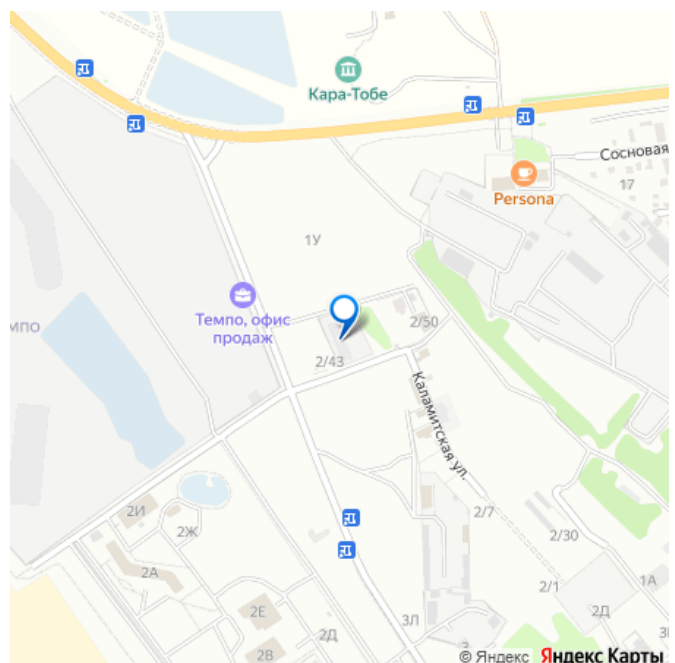 Кара-Тобе
Сосновая
Persona
17
1У
Темпо, офис
продаж
мпо
2/50
2/43
Каламитская ул.
2И
2Ж
2А
2/7
2/30
2/1
1А
2Е
2Д
2В
3Л
2Д
© Яндекс Яндекс Карты